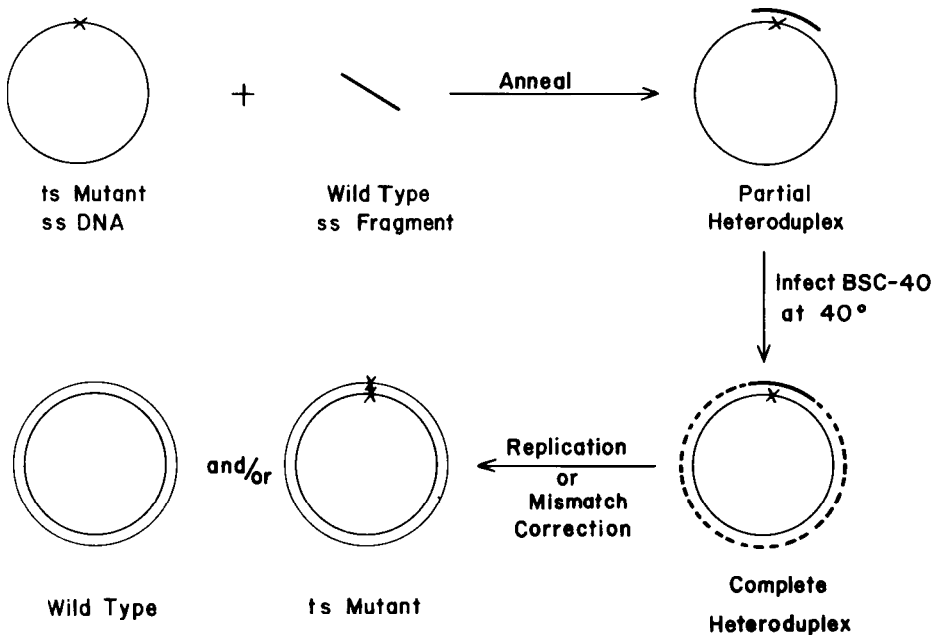 +
Anneal
ts Mutant
ss DNA
Wild Type
ss Fragment
Partial
Heteroduplex
Infect BSC-40
at 40°
and/or
Replication
or
Mismatch
Correction
Wild Type
ts Mutant
Complete
Heteroduplex